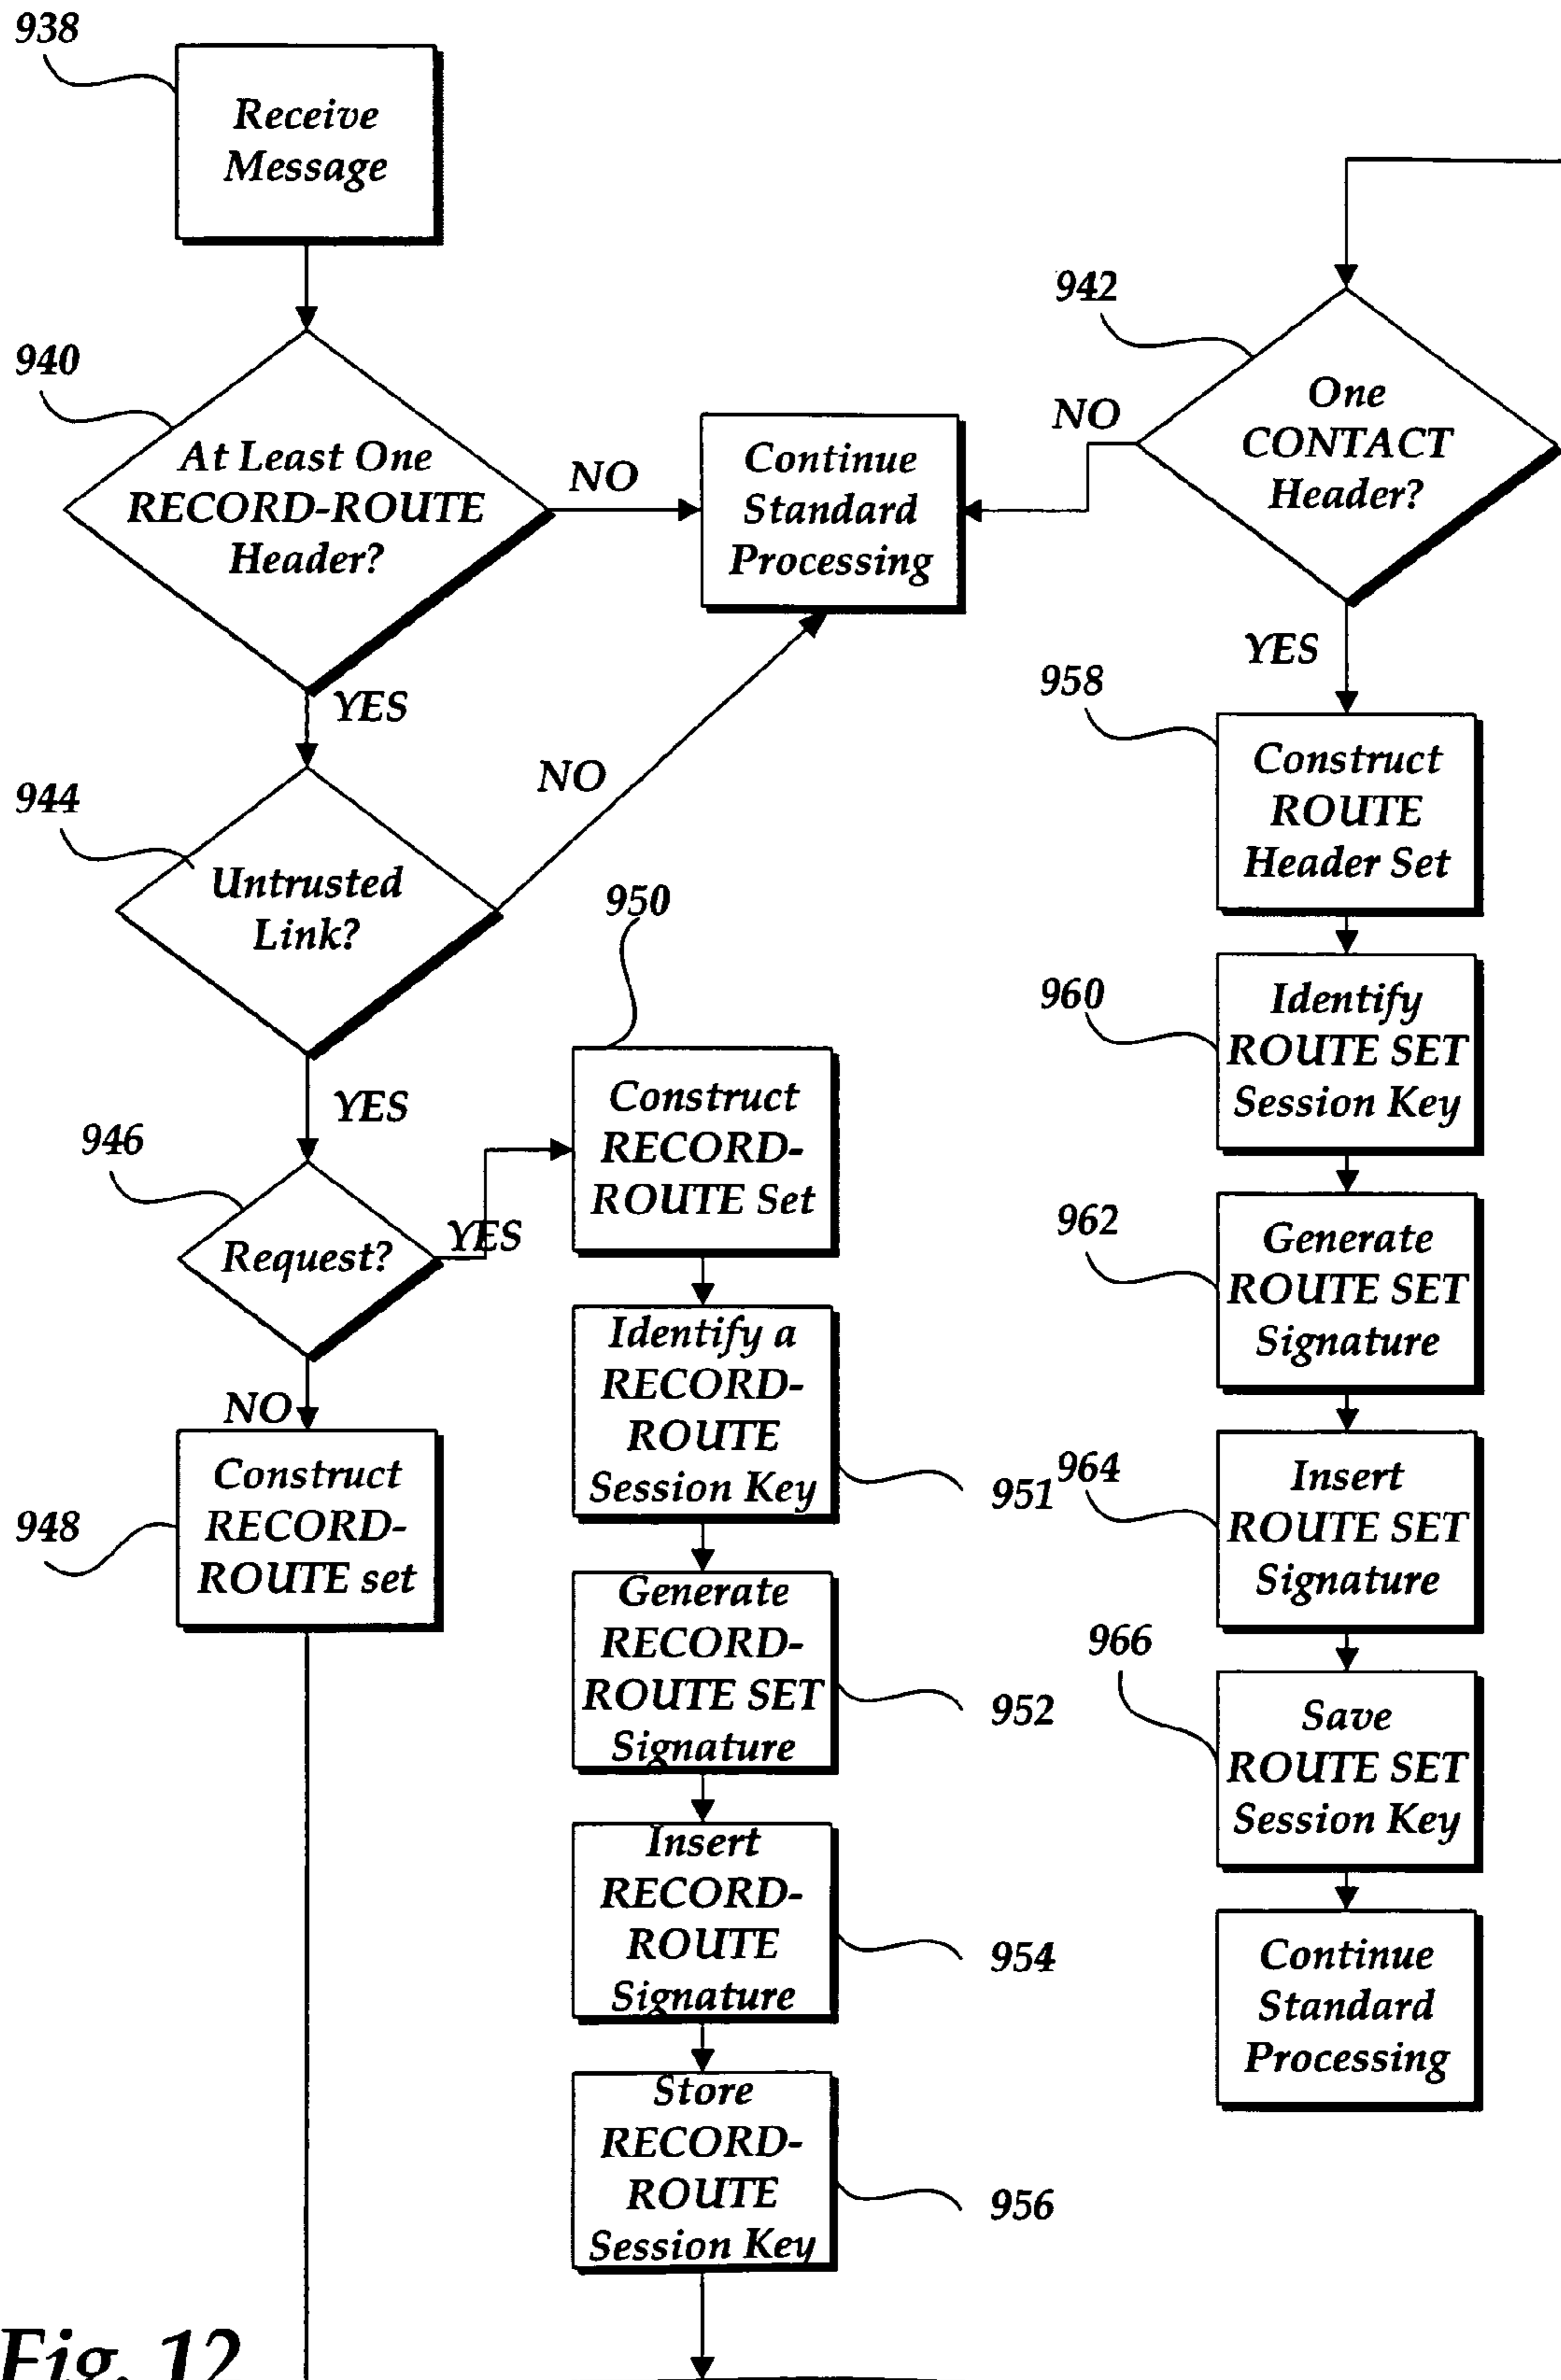 938
Receive
Message
940
At Least One
RECORD-ROUTE
Header?
NO
Continue
Standard
Processing
942
One
CONTACT
Header?
NO
YES
YES
944
Untrusted
Link?
NO
YES
946
Request?
YES
NO
948
Construct
RECORD-
ROUTE set
950
Construct
RECORD-
ROUTE Set
Identify a
RECORD-
ROUTE
Session Key
951
Generate
RECORD-
ROUTE SET
Signature
952
Insert
RECORD-
ROUTE
Signature
954
Store
RECORD-
ROUTE
Session Key
956
958
Construct
ROUTE
Header Set
960
Identify
ROUTE SET
Session Key
962
Generate
ROUTE SET
Signature
964
Insert
ROUTE SET
Signature
966
Save
ROUTE SET
Session Key
Continue
Standard
Processing
Fig. 12